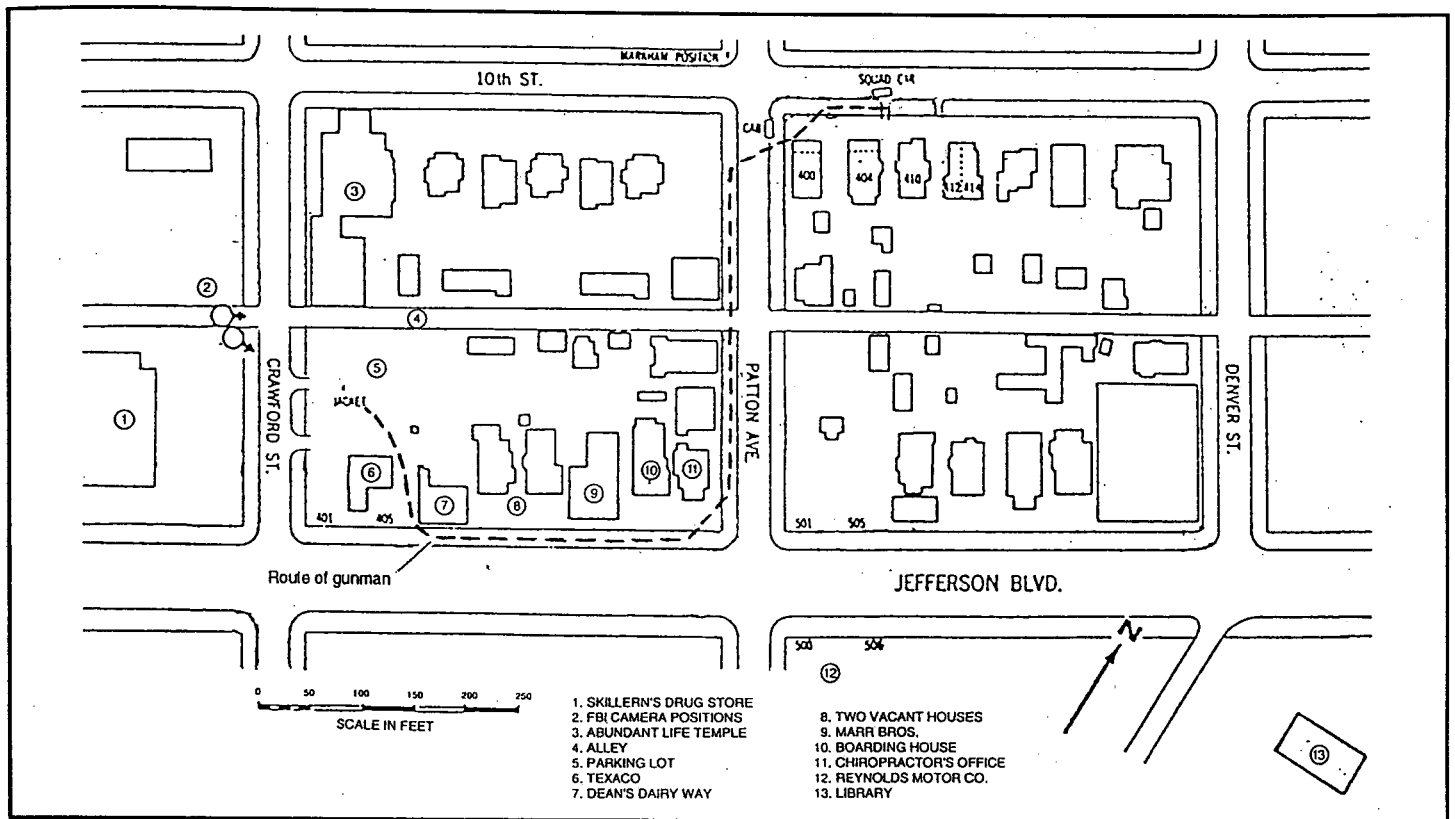 MARKHAM POSITION
10th ST.
SQUAD CAR
CAB
400
404
410
412 414
3
2
4
CRAWFORD ST.
PATTON AVE.
DENVER ST.
5
JACKET
1
6
7
8
9
10
11
401
405
501
505
Route of gunman
JEFFERSON BLVD.
500
504
12
N
13
0 50 100 150 200 250
SCALE IN FEET
1. SKILLERN'S DRUG STORE
2. FBI CAMERA POSITIONS
3. ABUNDANT LIFE TEMPLE
4. ALLEY
5. PARKING LOT
6. TEXACO
7. DEAN'S DAIRY WAY
8. TWO VACANT HOUSES
9. MARR BROS.
10. BOARDING HOUSE
11. CHIROPRACTOR'S OFFICE
12. REYNOLDS MOTOR CO.
13. LIBRARY